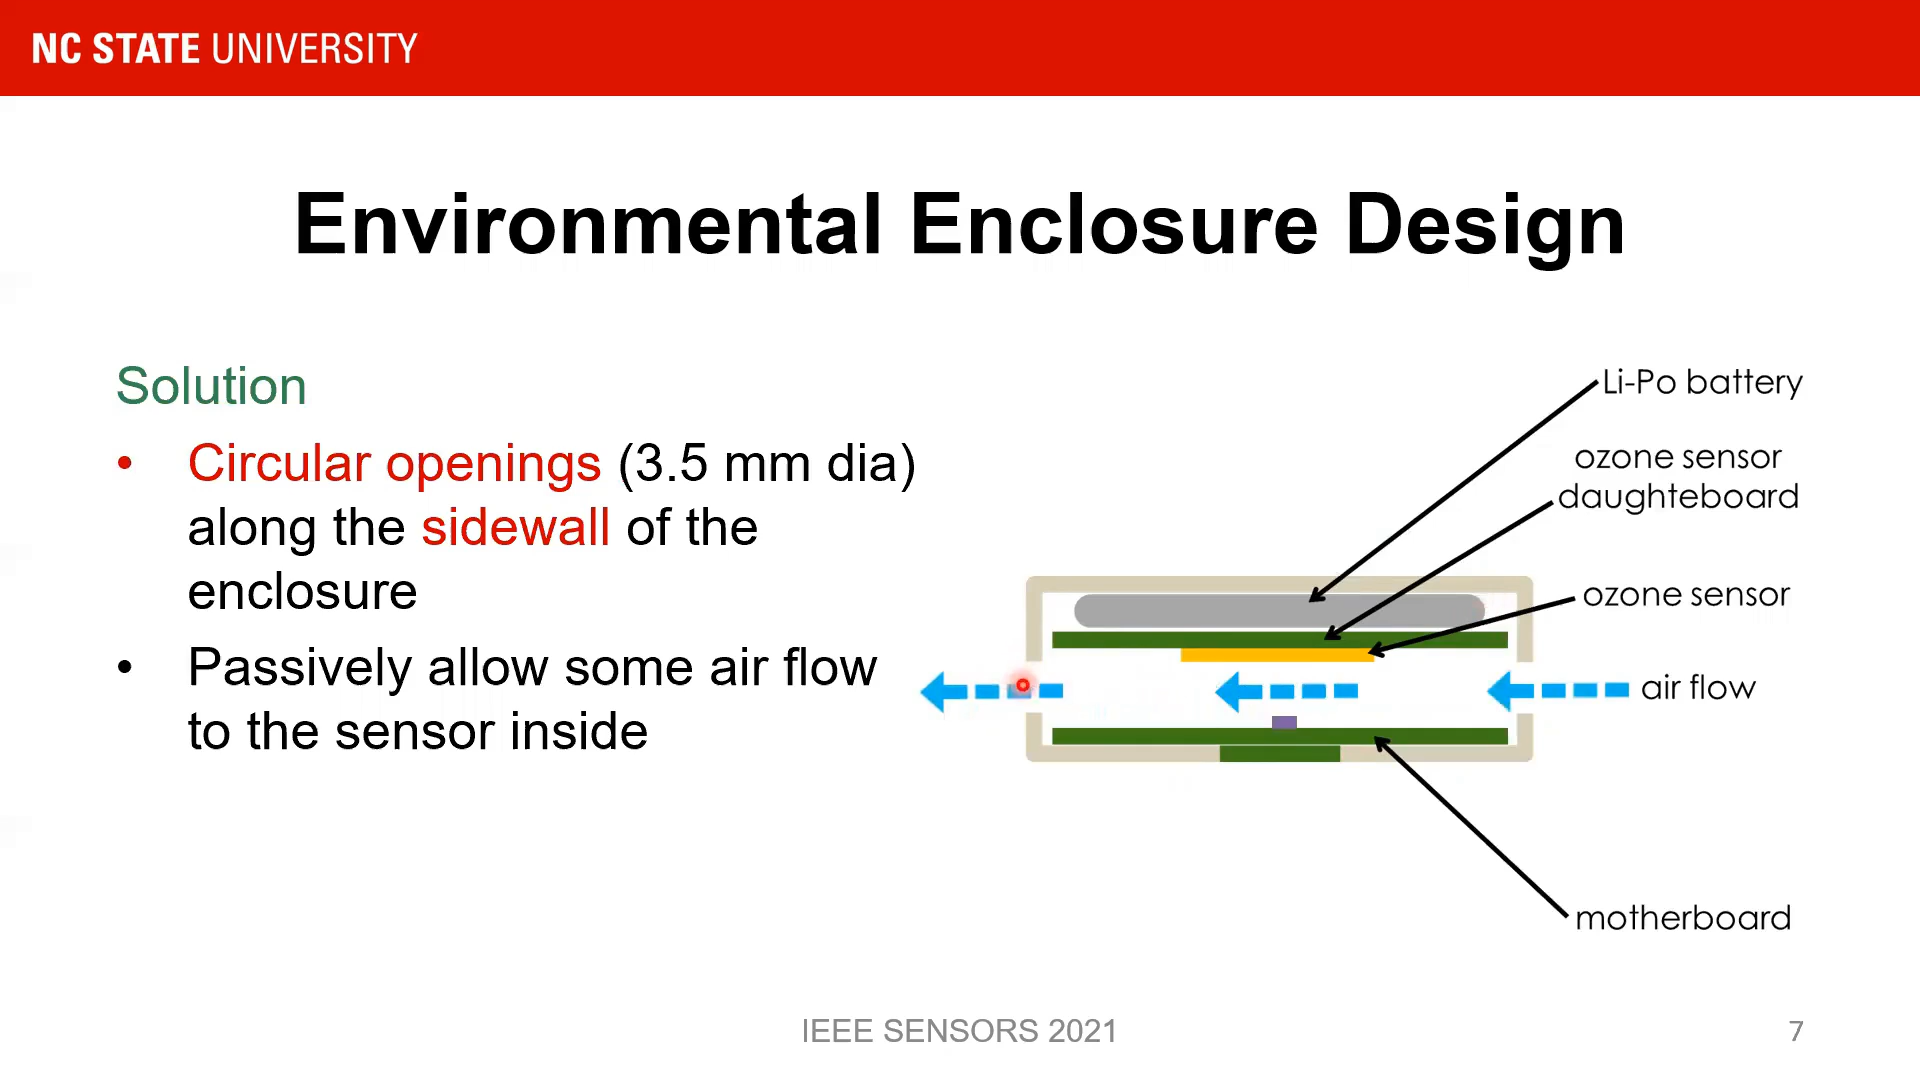 NC STATE UNIVERSITY
Environmental Enclosure Design
Solution
• Circular openings (3.5 mm dia)
along the sidewall of the
enclosure
• Passively allow some air flow
to the sensor inside
Li-Po battery
ozone sensor
daughteboard
ozone sensor
air flow
motherboard
IEEE SENSORS 2021
7